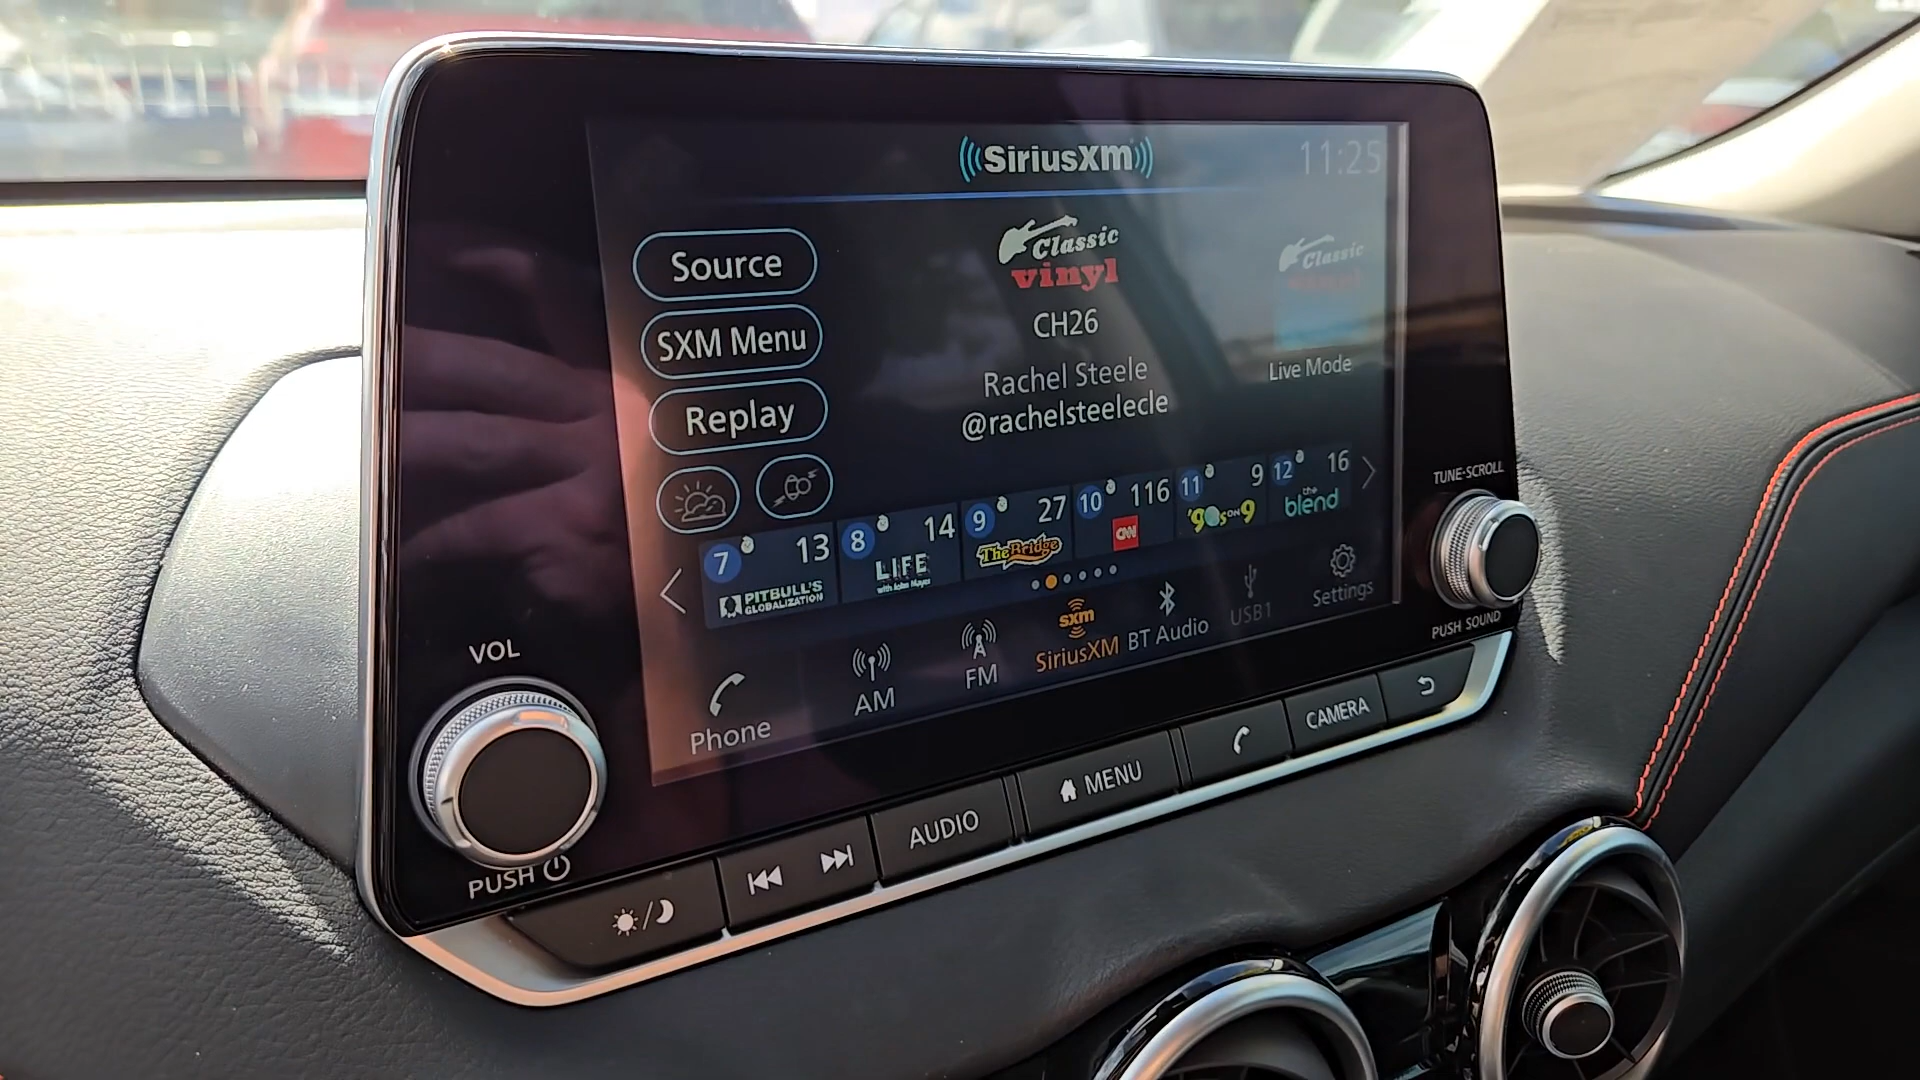 SiriusXm
11:25
Source
SXM Menu
Replay
Classic
vinyl
CH26
Rachel Steele
@rachelsteelecle
Classic
Live Mode
7 13
PITBULL'S
GLOBALIZATION
8 14
LIFE
with John Mayer
9 27
The Bridge
10 116
CNN
11 9
'90s ON 9
12 16
the
blend
Phone
AM
FM
sxm
SiriusXM
BT Audio
USB1
Settings
VOL
PUSH
TUNE·SCROLL
PUSH SOUND
AUDIO
MENU
CAMERA